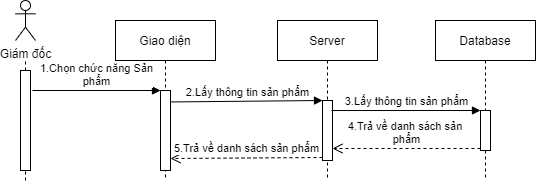 Giao diện
Server
Database
Giám đốc
1.Chọn chức năng Sản
phẩm
2.Lấy thông tin sản phẩm
3.Lấy thông tin sản phẩm
4.Trả về danh sách sản
phẩm
5.Trả về danh sách sản phẩm